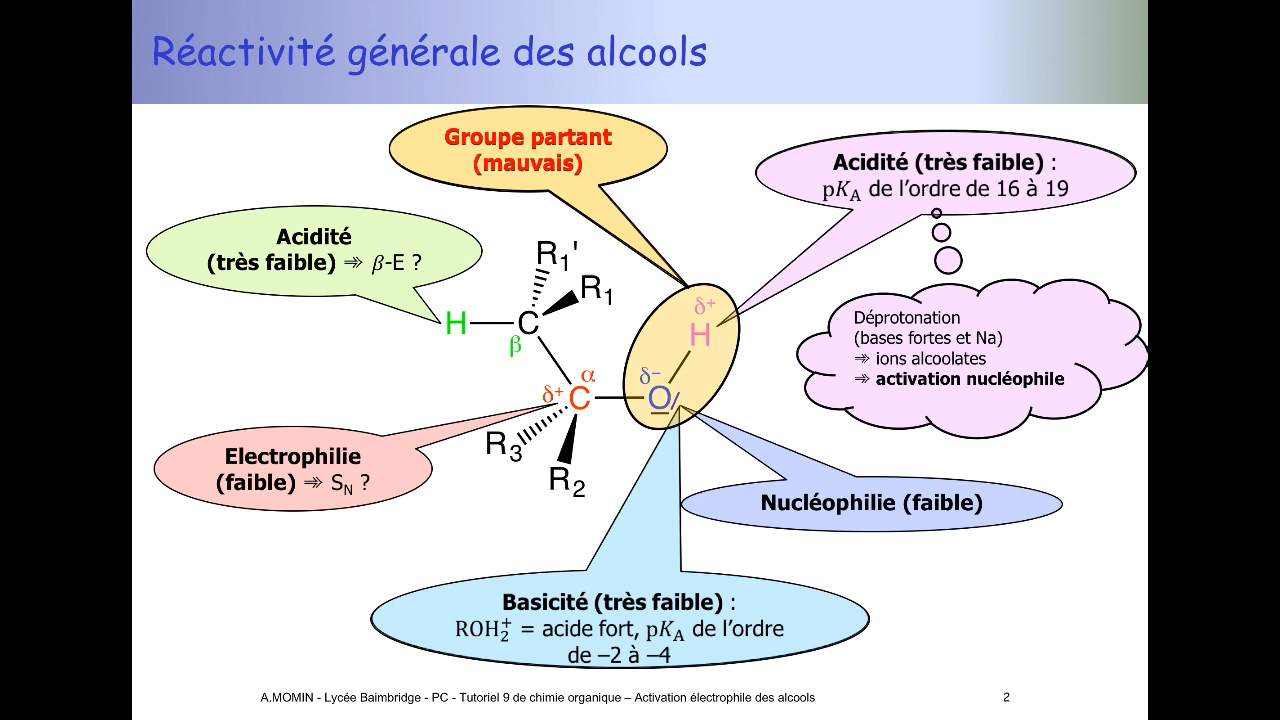 Réactivité générale des alcools
Groupe partant
(mauvais)
Acidité (très faible) :
pKA de l'ordre de 16 à 19
Acidité
(très faible) ⇒ β-E ?
R1'
R1
H
C
β
δ+
H
δ−
O
α
δ+
C
R3
R2
Déprotonation
(bases fortes et Na)
⇒ ions alcoolates
⇒ activation nucléophile
Electrophilie
(faible) ⇒ SN ?
Nucléophilie (faible)
Basicité (très faible) :
ROH2+ = acide fort, pKA de l'ordre
de −2 à −4
A.MOMIN - Lycée Baimbridge - PC - Tutoriel 9 de chimie organique – Activation électrophile des alcools
2